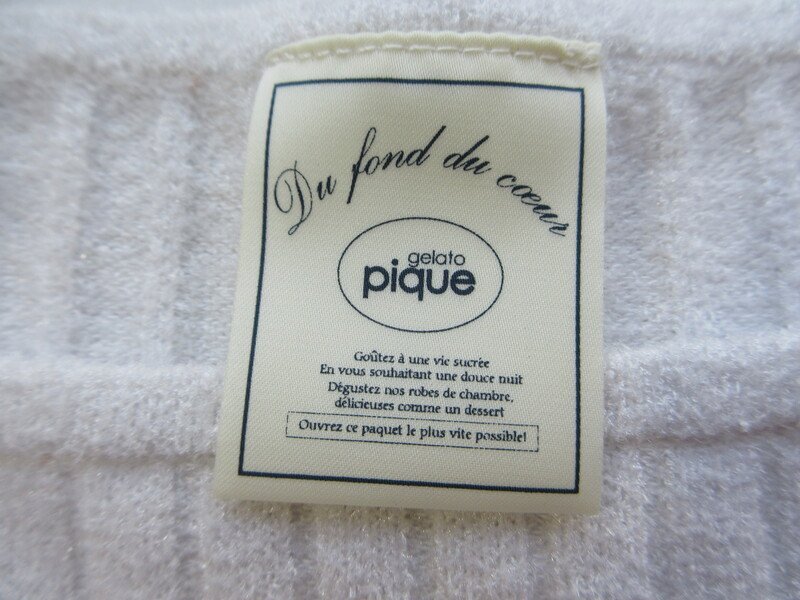 Du fond du cœur
gelato
pique
Goûtez à une vie sucrée
En vous souhaitant une douce nuit
Dégustez nos robes de chambre,
délicieuses comme un dessert
Ouvrez ce paquet le plus vite possible!